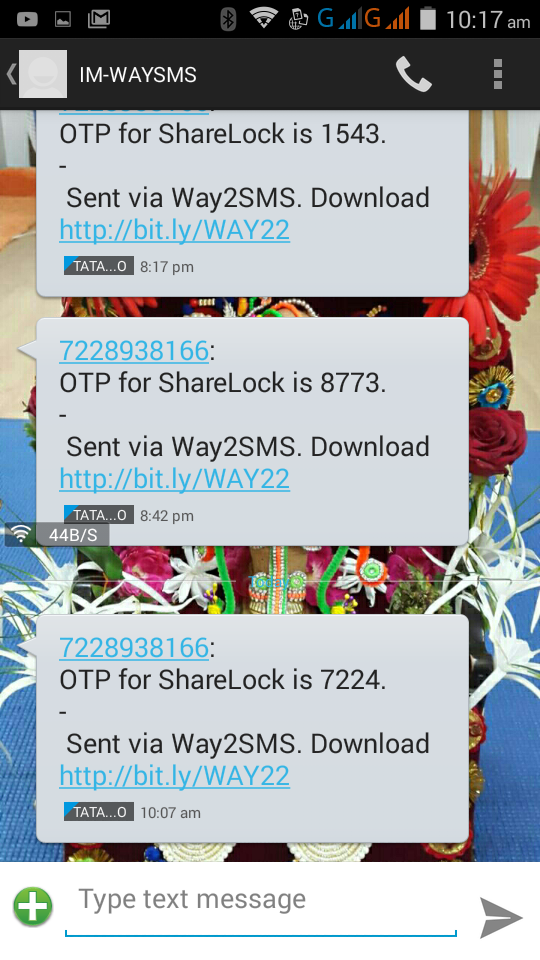 G G 10:17 am
IM-WAYSMS
7228938166:
OTP for ShareLock is 1543.
-
Sent via Way2SMS. Download
http://bit.ly/WAY22
TATA...O 8:17 pm
7228938166:
OTP for ShareLock is 8773.
-
Sent via Way2SMS. Download
http://bit.ly/WAY22
TATA...O 8:42 pm
44B/S
Today
7228938166:
OTP for ShareLock is 7224.
-
Sent via Way2SMS. Download
http://bit.ly/WAY22
TATA...O 10:07 am
Type text message